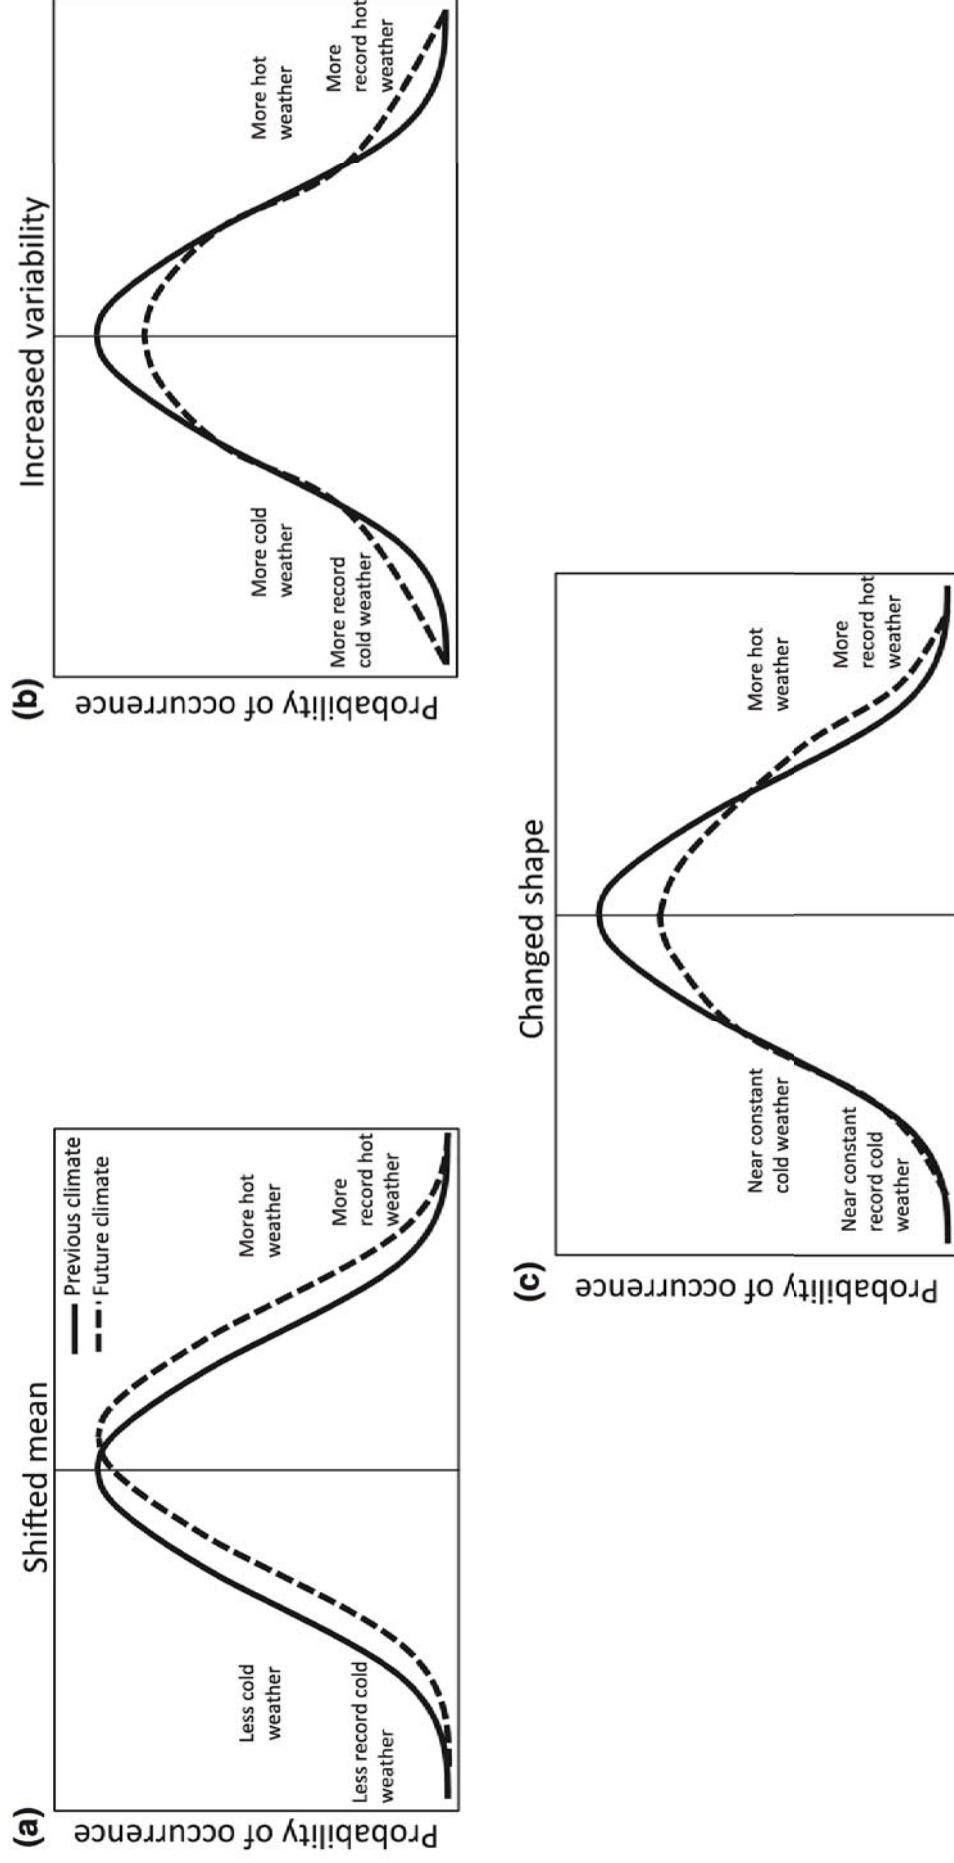 (a)
Shifted mean
Probability of occurrence
Previous climate
Future climate
Less cold
weather
Less record cold
weather
More hot
weather
More
record hot
weather
(b)
Increased variability
Probability of occurrence
More cold
weather
More record
cold weather
More hot
weather
More
record hot
weather
(c)
Changed shape
Probability of occurrence
Near constant
cold weather
Near constant
record cold
weather
More hot
weather
More
record hot
weather